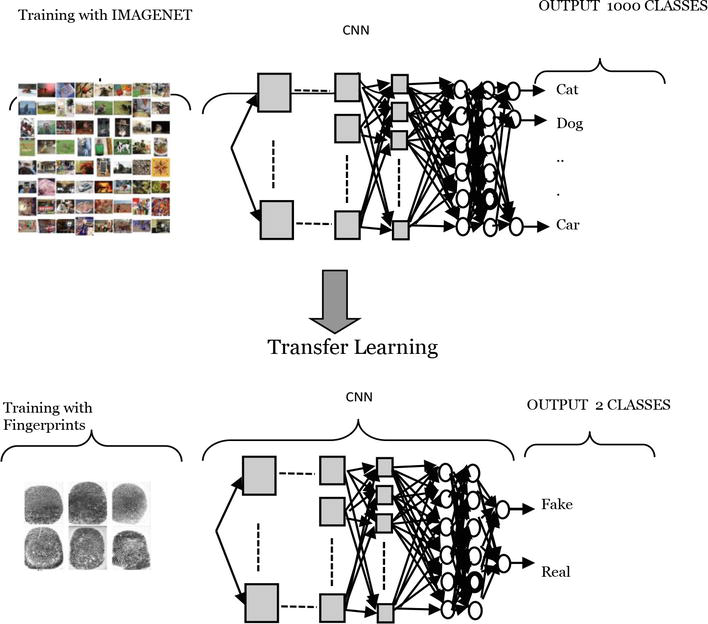 Training with IMAGENET
CNN
OUTPUT 1000 CLASSES
Cat
Dog
..
.
Car
Transfer Learning
Training with
Fingerprints
CNN
OUTPUT 2 CLASSES
Fake
Real